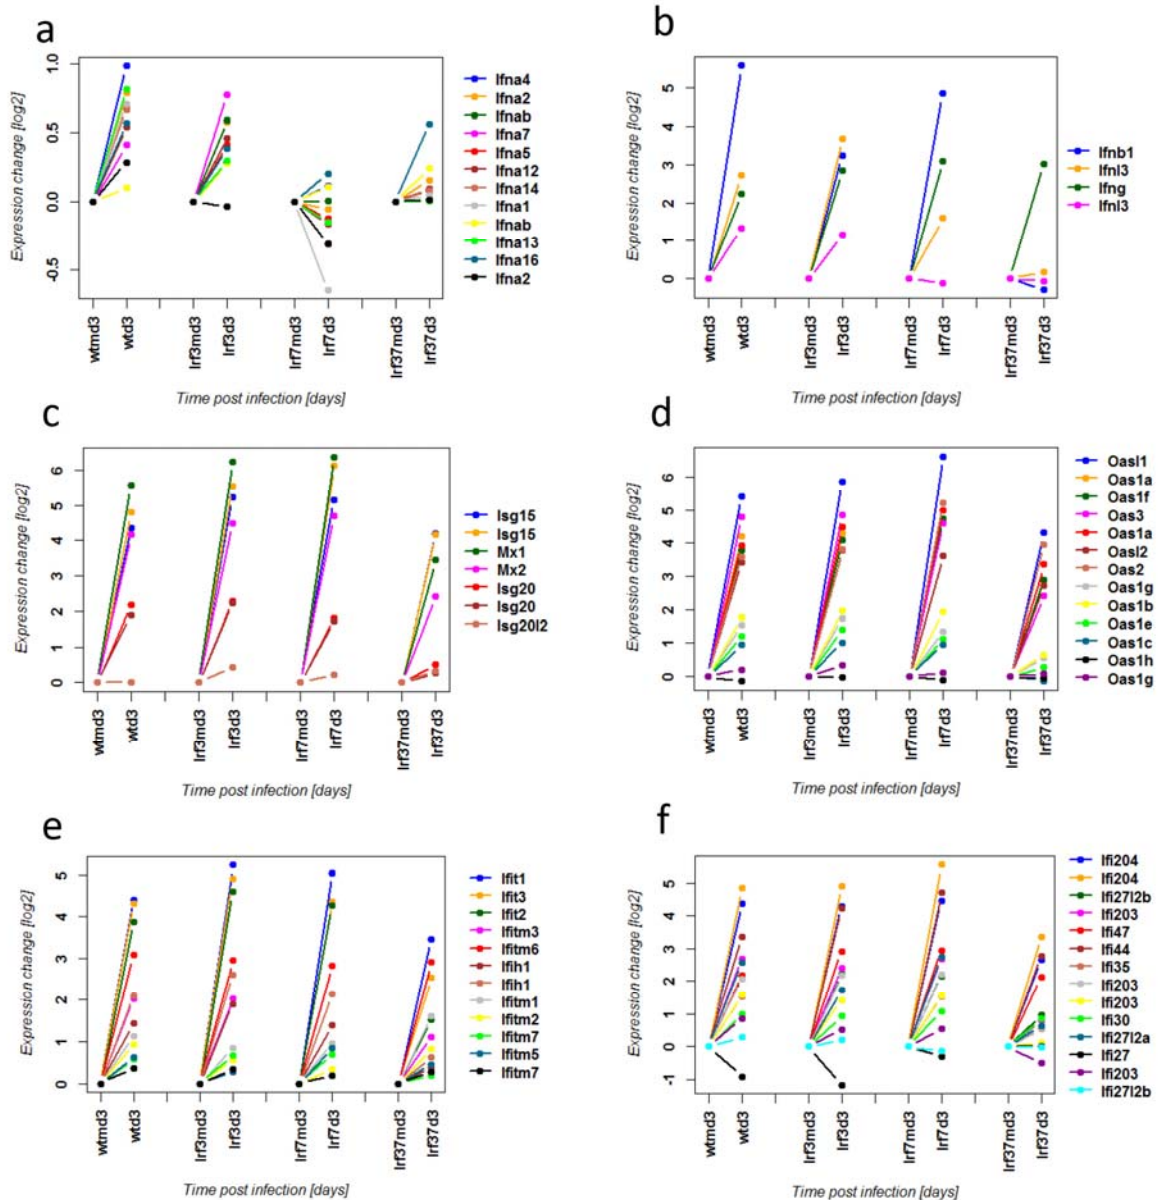 a
Expression change [log2]
1.0
0.5
0.0
-0.5
wtmd3
wtd3
Irf3md3
Irf3d3
Irf7md3
Irf7d3
Irf37md3
Irf37d3
Time post infection [days]
Ifna4
Ifna2
Ifnab
Ifna7
Ifna5
Ifna12
Ifna14
Ifna1
Ifnab
Ifna13
Ifna16
Ifna2
b
Expression change [log2]
5
4
3
2
1
0
wtmd3
wtd3
Irf3md3
Irf3d3
Irf7md3
Irf7d3
Irf37md3
Irf37d3
Time post infection [days]
Ifnb1
Ifnl3
Ifng
Ifnl3
c
Expression change [log2]
6
5
4
3
2
1
0
wtmd3
wtd3
Irf3md3
Irf3d3
Irf7md3
Irf7d3
Irf37md3
Irf37d3
Time post infection [days]
Isg15
Isg15
Mx1
Mx2
Isg20
Isg20
Isg20l2
d
Expression change [log2]
6
5
4
3
2
1
0
wtmd3
wtd3
Irf3md3
Irf3d3
Irf7md3
Irf7d3
Irf37md3
Irf37d3
Time post infection [days]
Oasl1
Oas1a
Oas1f
Oas3
Oas1a
Oasl2
Oas2
Oas1g
Oas1b
Oas1e
Oas1c
Oas1h
Oas1g
e
Expression change [log2]
5
4
3
2
1
0
wtmd3
wtd3
Irf3md3
Irf3d3
Irf7md3
Irf7d3
Irf37md3
Irf37d3
Time post infection [days]
Ifit1
Ifit3
Ifit2
Ifitm3
Ifitm6
Ifih1
Ifih1
Ifitm1
Ifitm2
Ifitm7
Ifitm5
Ifitm7
f
Expression change [log2]
5
4
3
2
1
0
-1
wtmd3
wtd3
Irf3md3
Irf3d3
Irf7md3
Irf7d3
Irf37md3
Irf37d3
Time post infection [days]
Ifi204
Ifi204
Ifi27l2b
Ifi203
Ifi47
Ifi44
Ifi35
Ifi203
Ifi203
Ifi30
Ifi27l2a
Ifi27
Ifi203
Ifi27l2b